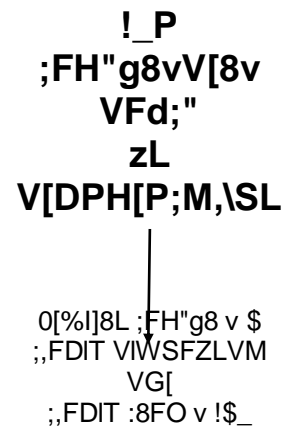 !_P
;FH"g8vV[8v
VFd;"
zL
V[DPH[P;M,\SL
0[%I]8L ;FH"g8 v $
;,FDIT VIWSFZLVM
VG[
;,FDIT :8FO v !$_